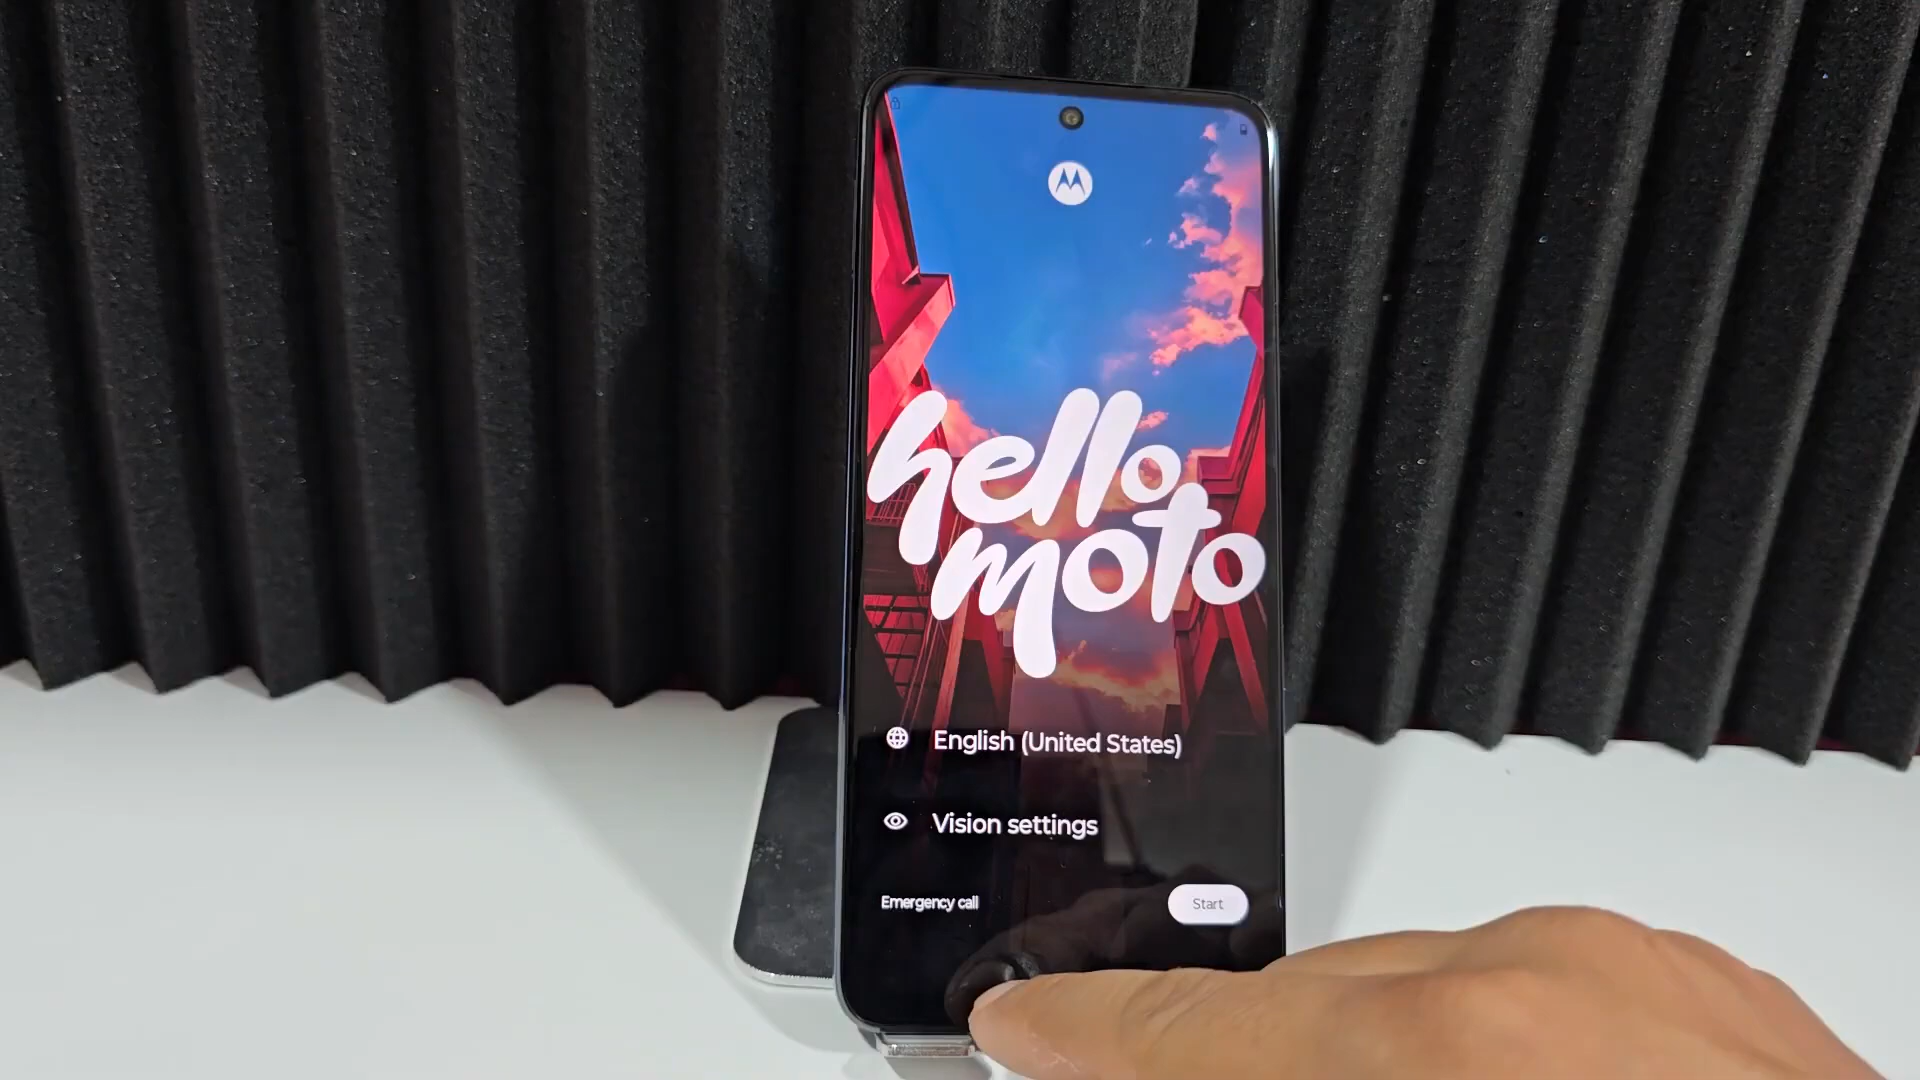 hello
moto
English (United States)
Vision settings
Emergency call
Start